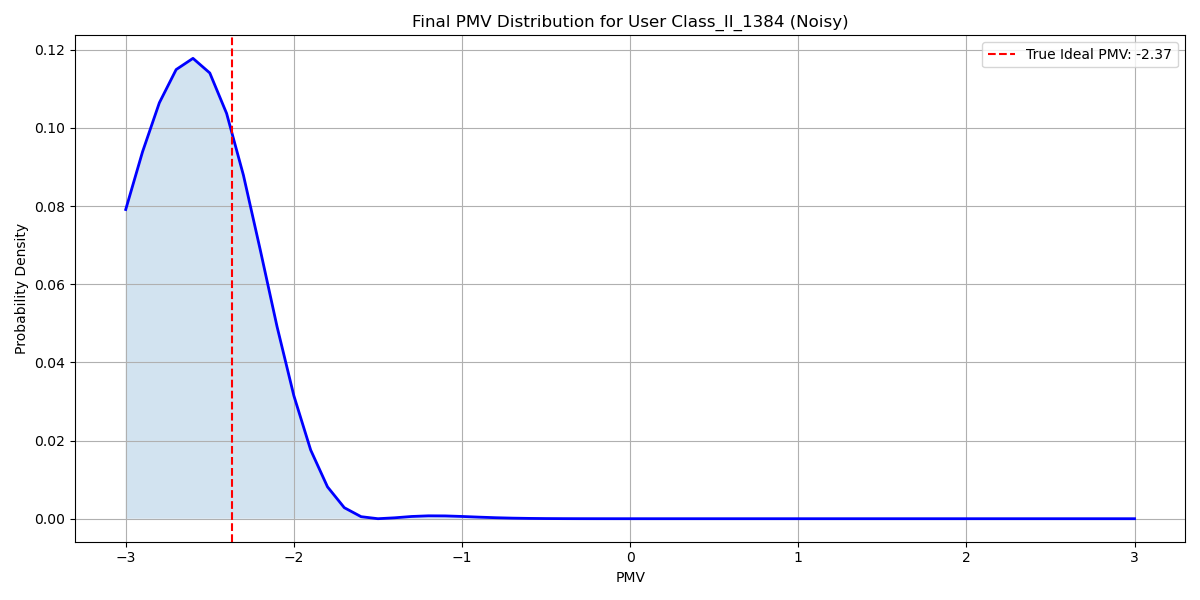 Final PMV Distribution for User Class_II_1384 (Noisy)
True Ideal PMV: -2.37
Probability Density
0.12
0.10
0.08
0.06
0.04
0.02
0.00
−3 −2 −1 0 1 2 3
PMV